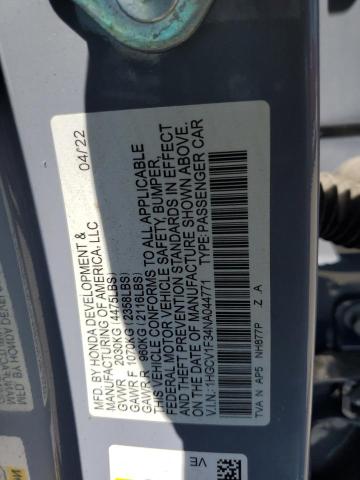 MFD. BY HONDA DEVELOPMENT & 04/22
MANUFACTURING OF AMERICA, LLC
GVWR 2030KG(4475LBS)
GAWR F 1070KG(2358LBS)
GAWR R 960KG(2116LBS)
THIS VEHICLE CONFORMS TO ALL APPLICABLE
FEDERAL MOTOR VEHICLE SAFETY, BUMPER,
AND THEFT PREVENTION STANDARDS IN EFFECT
ON THE DATE OF MANUFACTURE SHOWN ABOVE.
V.I.N.:1HGCV1F34NA044771 TYPE:PASSENGER CAR
TVA N AP5 NH877P Z A
VE